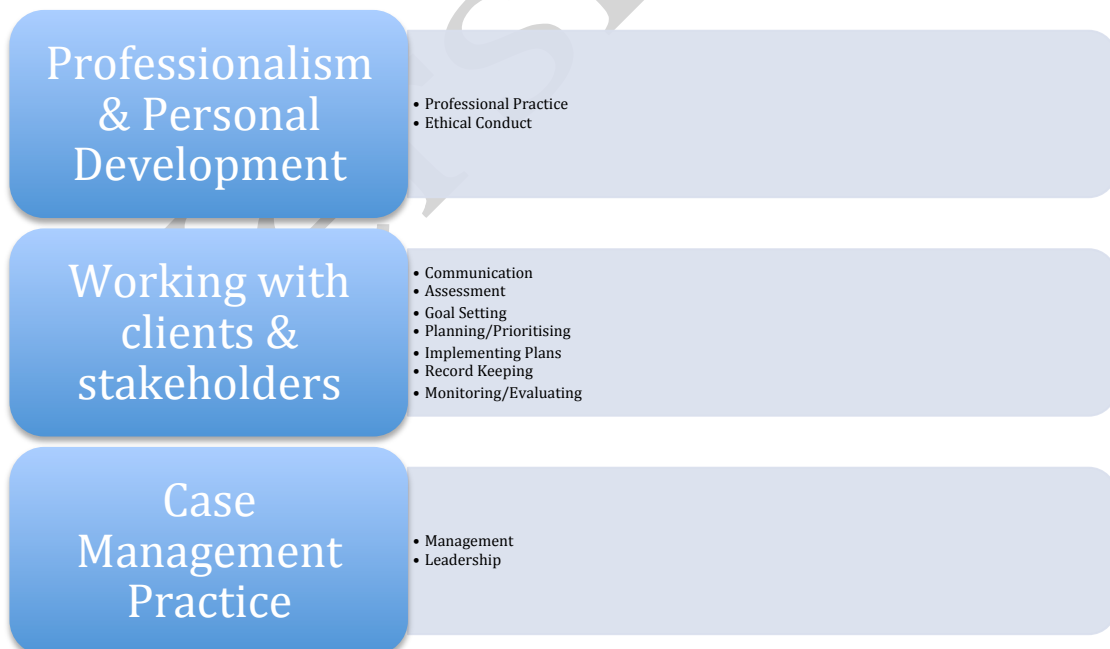 Professionalism
& Personal
Development
• Professional Practice
• Ethical Conduct
Working with
clients &
stakeholders
• Communication
• Assessment
• Goal Setting
• Planning/Prioritising
• Implementing Plans
• Record Keeping
• Monitoring/Evaluating
Case
Management
Practice
• Management
• Leadership